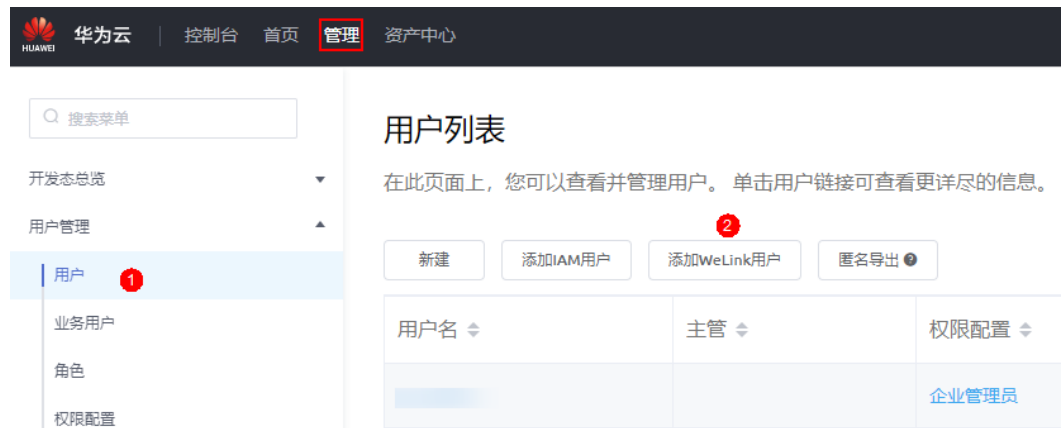 HUAWEI 华为云 控制台 首页 管理 资产中心
搜索菜单
开发态总览
用户管理
用户 1
业务用户
角色
权限配置
用户列表
在此页面上，您可以查看并管理用户。 单击用户链接可查看更详尽的信息。
2
新建 添加IAM用户 添加WeLink用户 匿名导出 ?
用户名 主管 权限配置
企业管理员